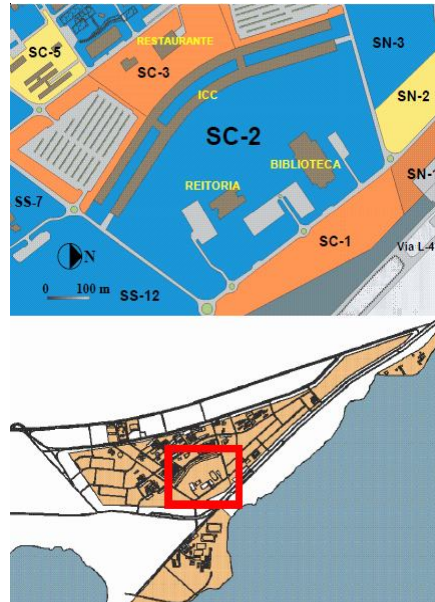 SC-5
RESTAURANTE
SN-3
SC-3
ICC
SN-2
SC-2
BIBLIOTECA
REITORIA
SN-1
SS-7
SC-1
Via L-4
N
0 100 m
SS-12